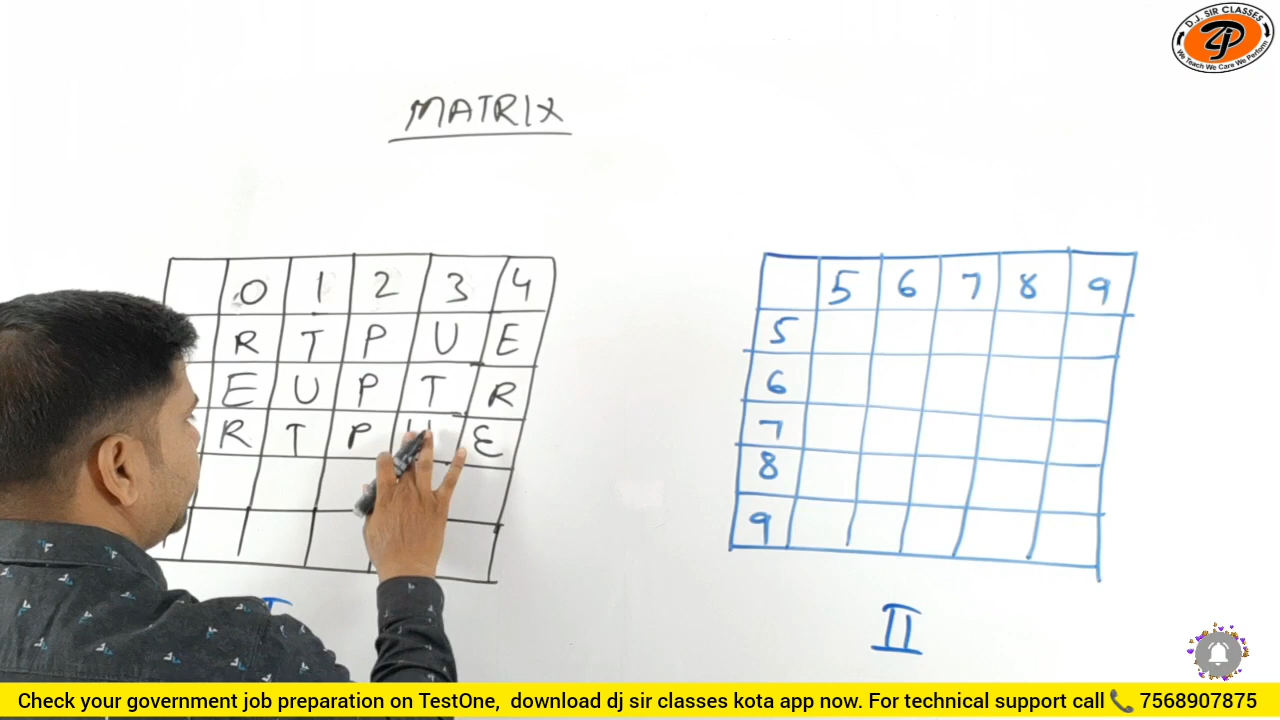 D.J. SIR CLASSES
ZJP
We Teach We Care We Perform
MATRIX
0 1 2 3 4
R T P U E
E U P T R
R T P U E
I
5 6 7 8 9
5
6
7
8
9
II
Check your government job preparation on TestOne, download dj sir classes kota app now. For technical support call 📞 7568907875